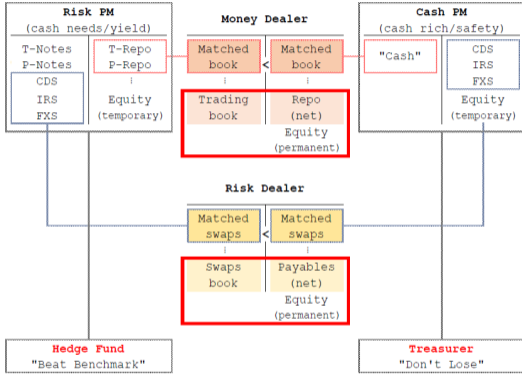 Risk PM
(cash needs/yield)
T-Notes
P-Notes
CDS
IRS
FXS
T-Repo
P-Repo
Equity
(temporary)
Money Dealer
Matched
book
<
Matched
book
Trading
book
Repo
(net)
Equity
(permanent)
Cash PM
(cash rich/safety)
"Cash"
CDS
IRS
FXS
Equity
(temporary)
Risk Dealer
Matched
swaps
<
Matched
swaps
Swaps
book
Payables
(net)
Equity
(permanent)
Hedge Fund
"Beat Benchmark"
Treasurer
"Don't Lose"